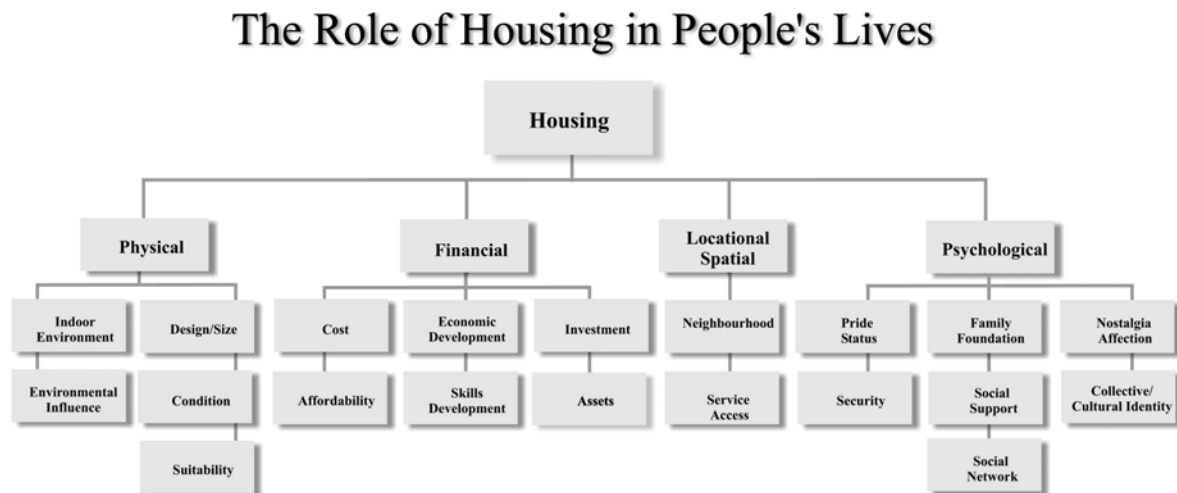 The Role of Housing in People's Lives
Housing
Physical
Financial
Locational
Spatial
Psychological
Indoor
Environment
Design/Size
Cost
Economic
Development
Investment
Neighbourhood
Pride
Status
Family
Foundation
Nostalgia
Affection
Environmental
Influence
Condition
Affordability
Skills
Development
Assets
Service
Access
Security
Social
Support
Collective/
Cultural Identity
Suitability
Social
Network